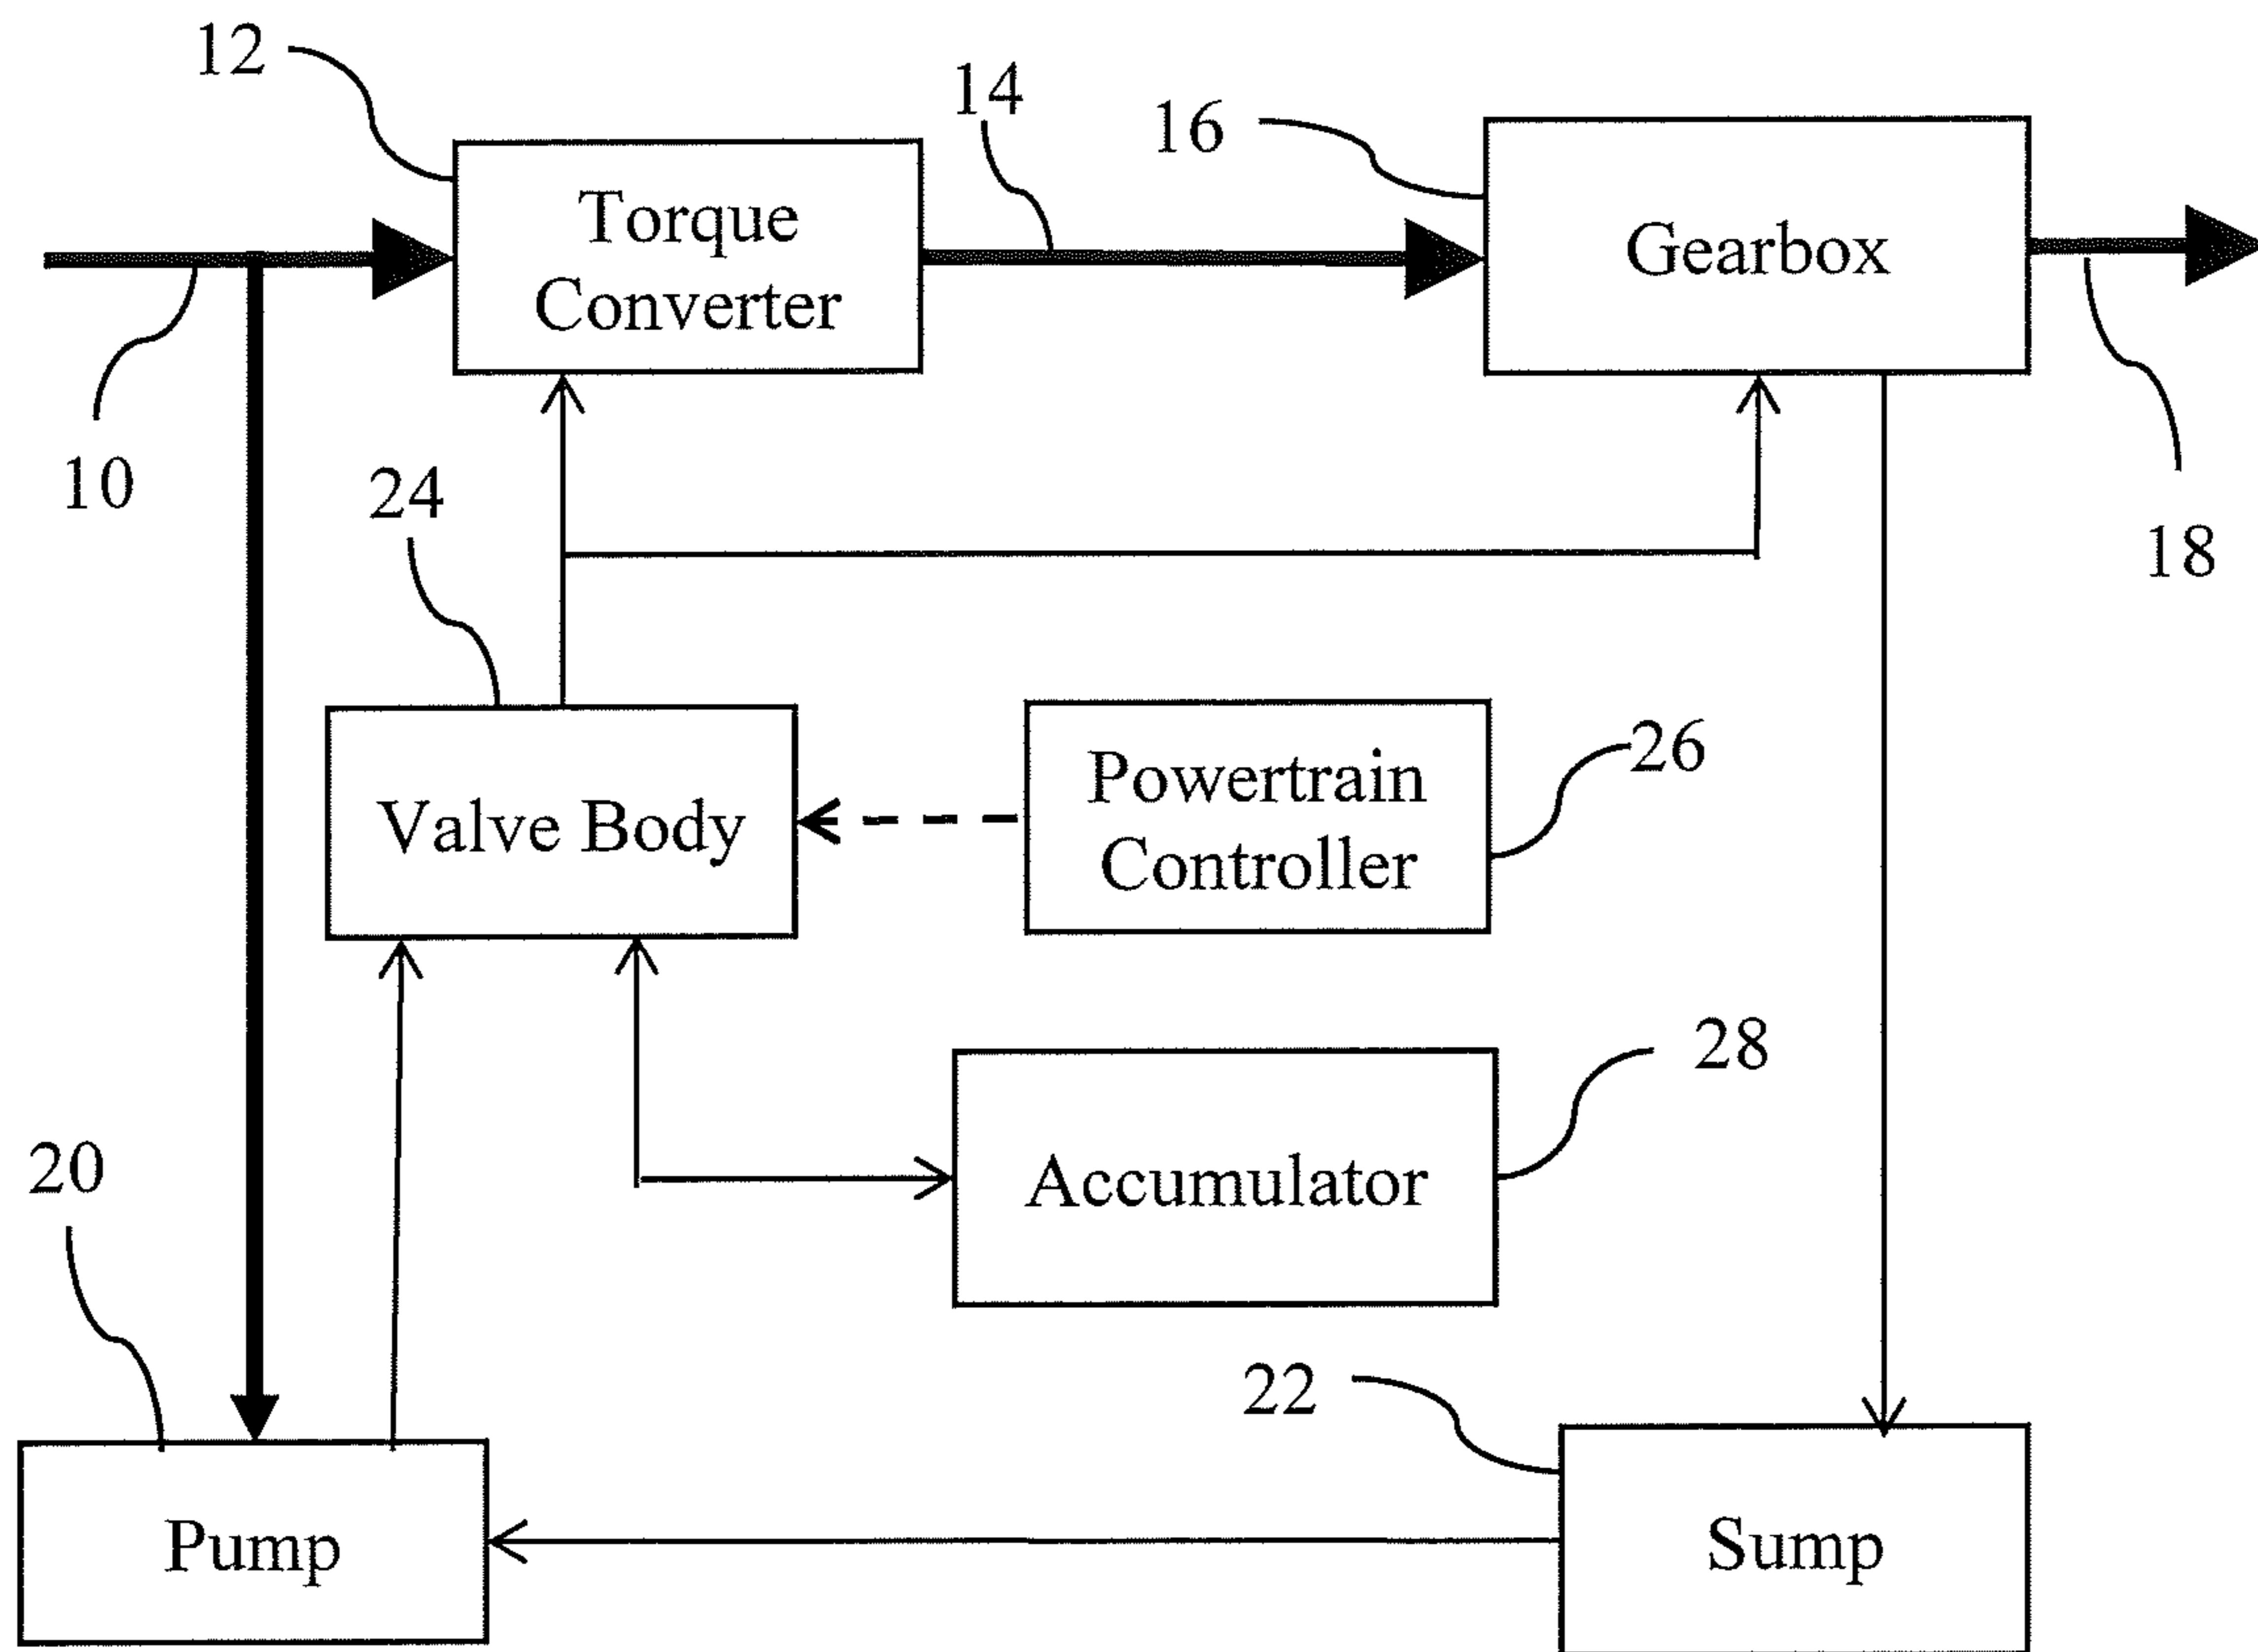 12
14
16
Torque
Converter
Gearbox
10
24
18
Valve Body
Powertrain
Controller
26
20
Accumulator
28
22
Pump
Sump